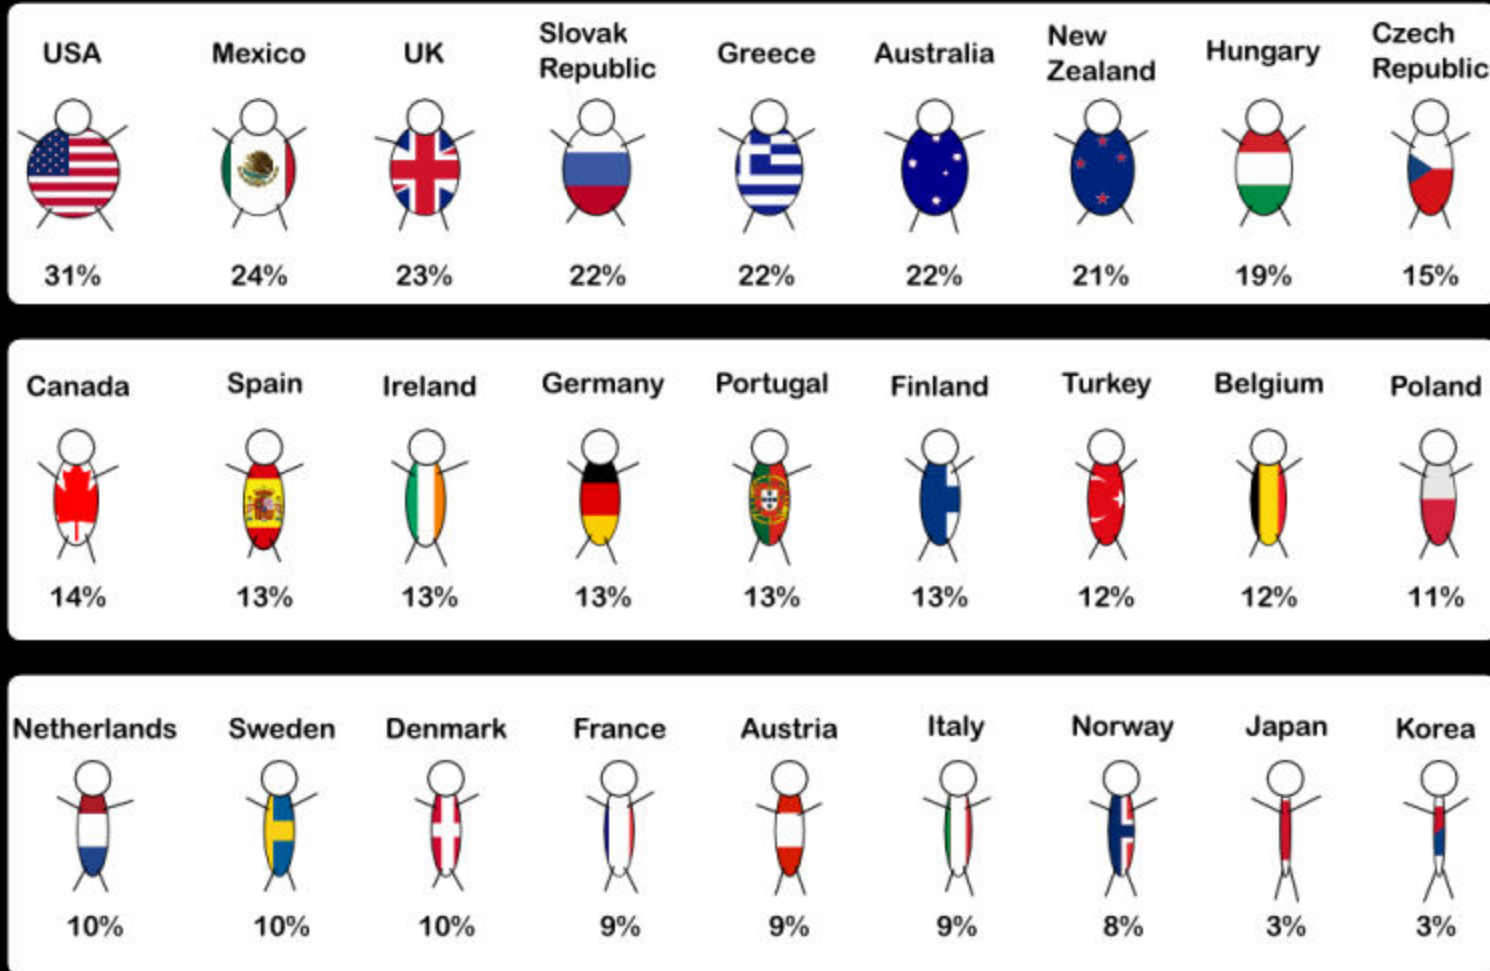 USA
Mexico
UK
Slovak
Republic
Greece
Australia
New
Zealand
Hungary
Czech
Republic
31%
24%
23%
22%
22%
22%
21%
19%
15%
Canada
Spain
Ireland
Germany
Portugal
Finland
Turkey
Belgium
Poland
14%
13%
13%
13%
13%
13%
12%
12%
11%
Netherlands
Sweden
Denmark
France
Austria
Italy
Norway
Japan
Korea
10%
10%
10%
9%
9%
9%
8%
3%
3%